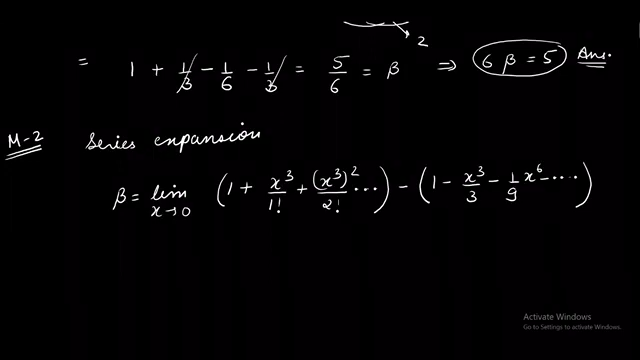 2
= 1 + 1/3 - 1/6 - 1/3 = 5/6 = β ⇒ 6β = 5 Ans.
M-2 Series expansion
β = lim x→0 (1 + x³/1! + (x³)²/2! ...) - (1 - x³/3 - 1/9 x⁶ - ....)
Activate Windows
Go to Settings to activate Windows.